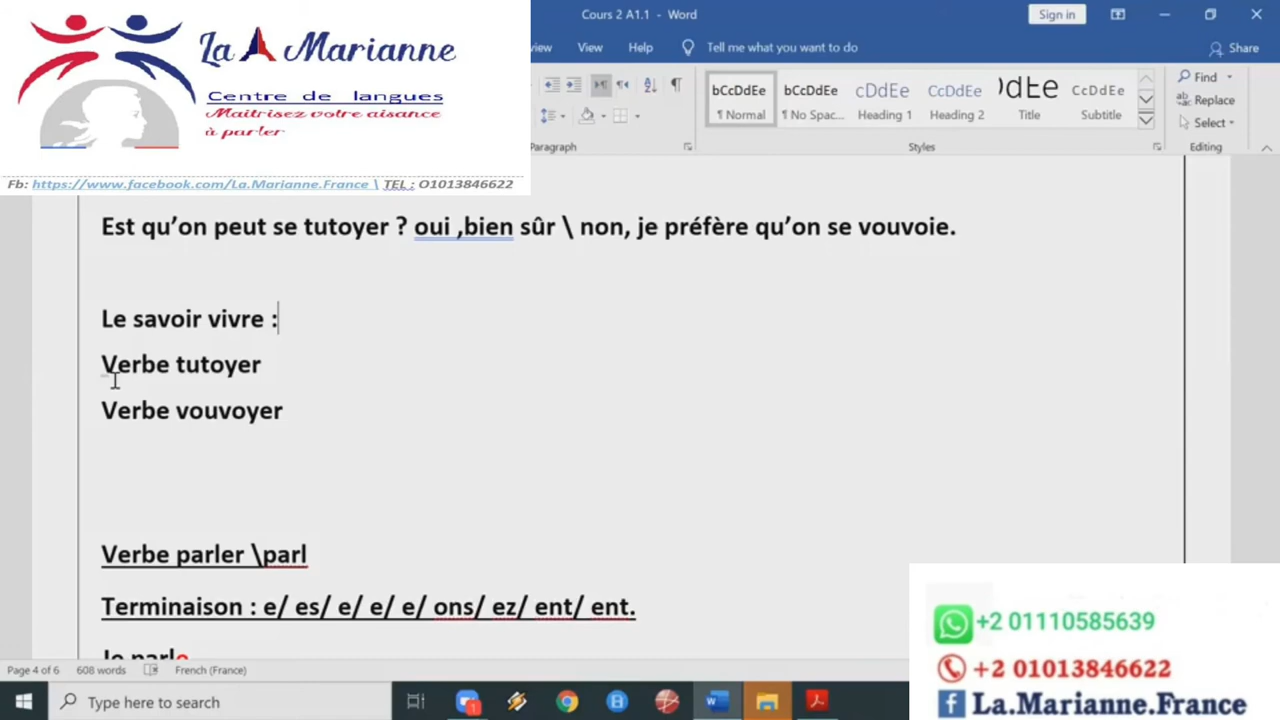 La Marianne
Centre de langues
Maitrisez votre aisance
à parler
Fb: https://www.facebook.com/La.Marianne.France \ TEL : O1013846622
Cours 2 A1.1 - Word
Sign in
View Help Tell me what you want to do
Share
bCcDdEe bCcDdEe cDdEe CcDdEe CcDdEe
¶ Normal ¶ No Spac... Heading 1 Heading 2 Title Subtitle
Find
Replace
Select
Styles Editing
Est qu’on peut se tutoyer ? oui ,bien sûr \ non, je préfère qu’on se vouvoie.
Le savoir vivre :
Verbe tutoyer
Verbe vouvoyer
Verbe parler \parl
Terminaison : e/ es/ e/ e/ e/ ons/ ez/ ent/ ent.
Je parle
+2 01110585639
+2 01013846622
La.Marianne.France
Page 4 of 6 608 words French (France)
Type here to search